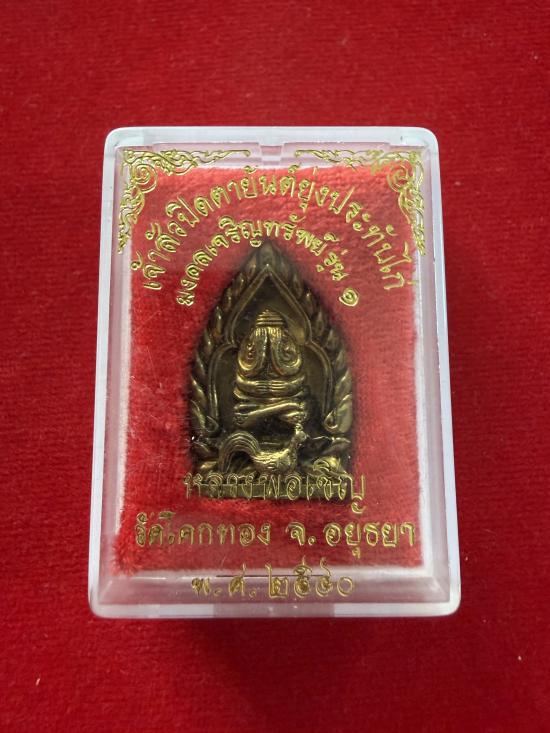 เจ้าสัวปิดตายันต์ยุ่งประทับไก่
มงคลเจริญทรัพย์รุ่น ๑
หลวงพ่อเชิญ
วัดโคกทอง จ. อยุธยา
พ.ศ.๒๕๔๐